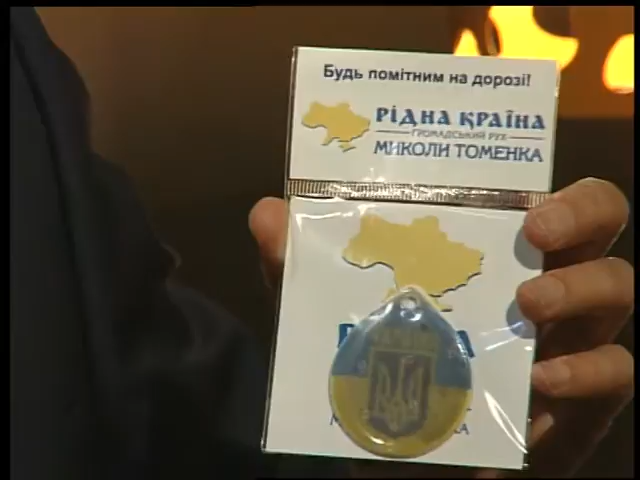 Будь помітним на дорозі!
РІДНА КРАЇНА
ГРОМАДСЬКИЙ РУХ
МИКОЛИ ТОМЕНКА